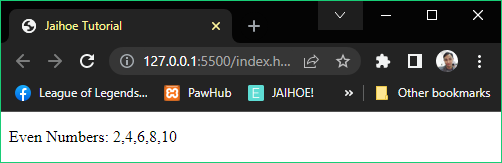 Jaihoe Tutorial
127.0.0.1:5500/index.h...
League of Legends... PawHub JAIHOE! Other bookmarks
Even Numbers: 2,4,6,8,10